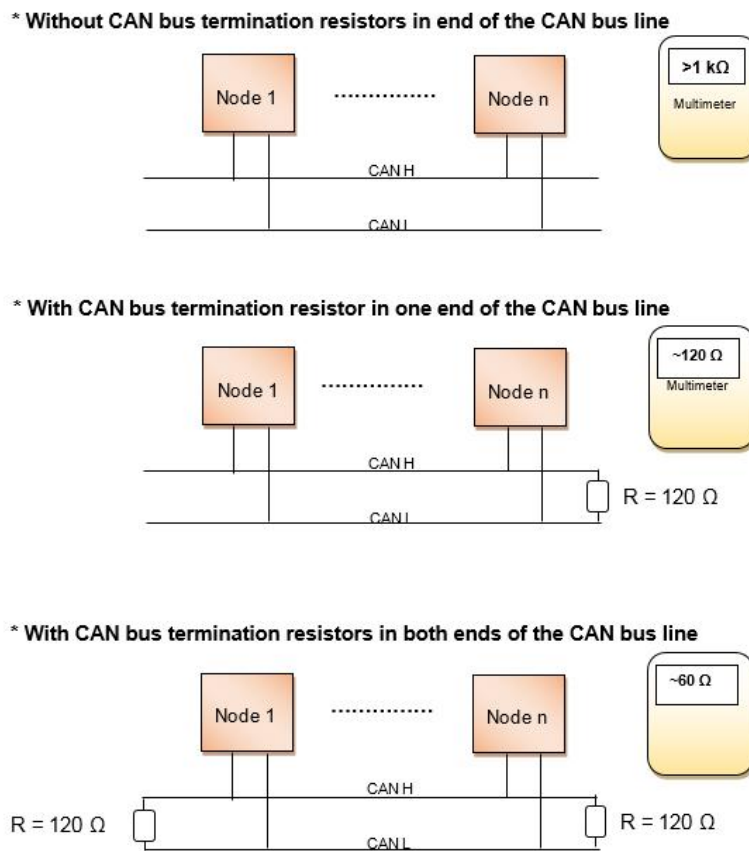 * Without CAN bus termination resistors in end of the CAN bus line
>1 kΩ
Node 1
Node n
Multimeter
CAN H
CAN L
* With CAN bus termination resistor in one end of the CAN bus line
~120 Ω
Node 1
Node n
Multimeter
CAN H
R = 120 Ω
CAN L
* With CAN bus termination resistors in both ends of the CAN bus line
~60 Ω
Node 1
Node n
CAN H
R = 120 Ω
R = 120 Ω
CAN L